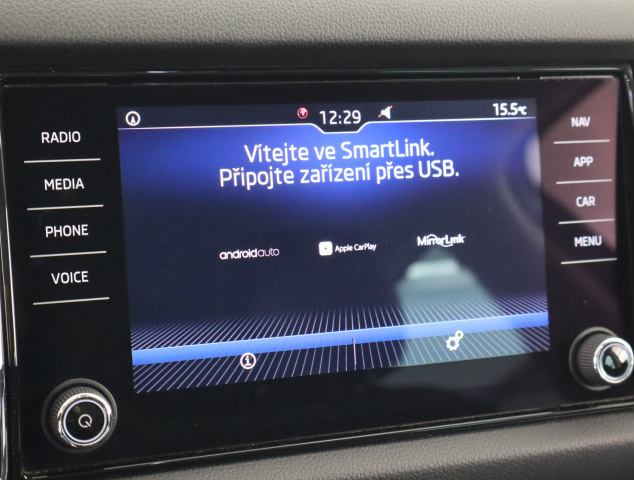 12:29
15.5°C
RADIO
MEDIA
PHONE
VOICE
Vítejte ve SmartLink.
Připojte zařízení přes USB.
androidauto
Apple CarPlay
MirrorLink
NAV
APP
CAR
MENU